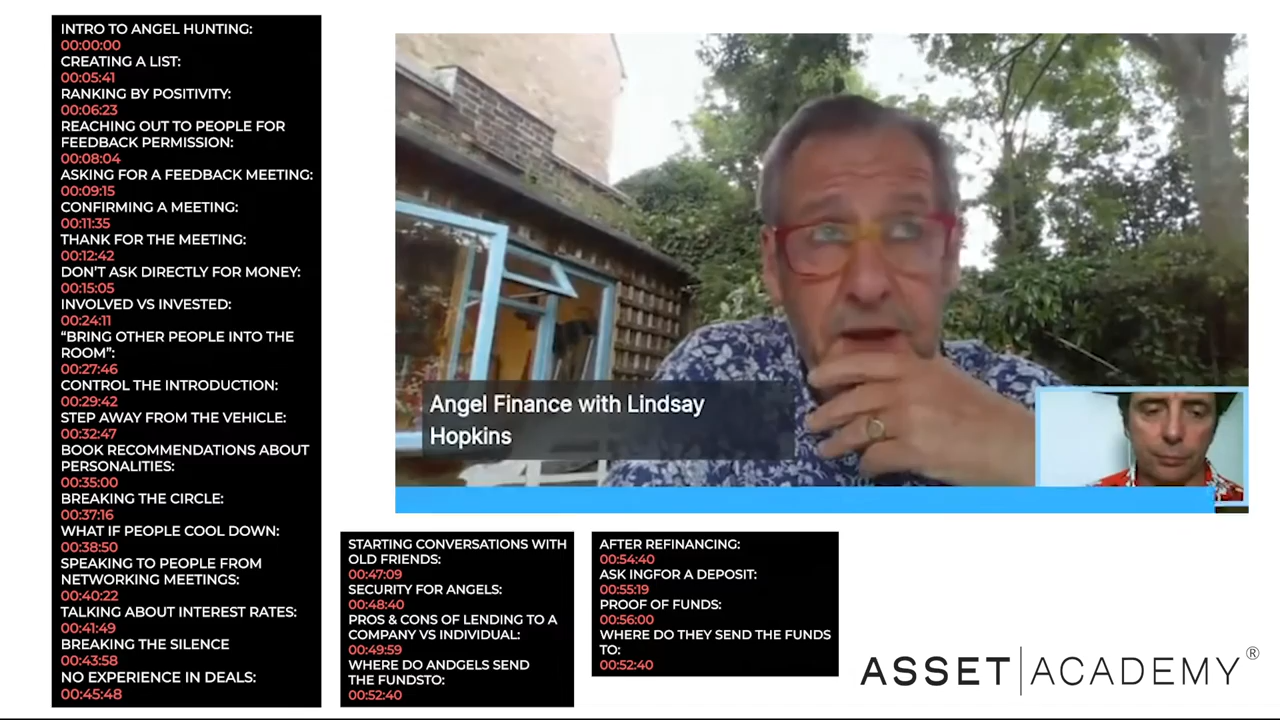 INTRO TO ANGEL HUNTING:
00:00:00
CREATING A LIST:
00:05:41
RANKING BY POSITIVITY:
00:06:23
REACHING OUT TO PEOPLE FOR
FEEDBACK PERMISSION:
00:08:04
ASKING FOR A FEEDBACK MEETING:
00:09:15
CONFIRMING A MEETING:
00:11:35
THANK FOR THE MEETING:
00:12:42
DON'T ASK DIRECTLY FOR MONEY:
00:15:05
INVOLVED VS INVESTED:
00:24:11
“BRING OTHER PEOPLE INTO THE
ROOM”:
00:27:46
CONTROL THE INTRODUCTION:
00:29:42
STEP AWAY FROM THE VEHICLE:
00:32:47
BOOK RECOMMENDATIONS ABOUT
PERSONALITIES:
00:35:00
BREAKING THE CIRCLE:
00:37:16
WHAT IF PEOPLE COOL DOWN:
00:38:50
SPEAKING TO PEOPLE FROM
NETWORKING MEETINGS:
00:40:22
TALKING ABOUT INTEREST RATES:
00:41:49
BREAKING THE SILENCE
00:43:58
NO EXPERIENCE IN DEALS:
00:45:48
Angel Finance with Lindsay
Hopkins
STARTING CONVERSATIONS WITH
OLD FRIENDS:
00:47:09
SECURITY FOR ANGELS:
00:48:40
PROS & CONS OF LENDING TO A
COMPANY VS INDIVIDUAL:
00:49:59
WHERE DO ANDGELS SEND
THE FUNDSTO:
00:52:40
AFTER REFINANCING:
00:54:40
ASK INGFOR A DEPOSIT:
00:55:19
PROOF OF FUNDS:
00:56:00
WHERE DO THEY SEND THE FUNDS
TO:
00:52:40
ASSET|ACADEMY®